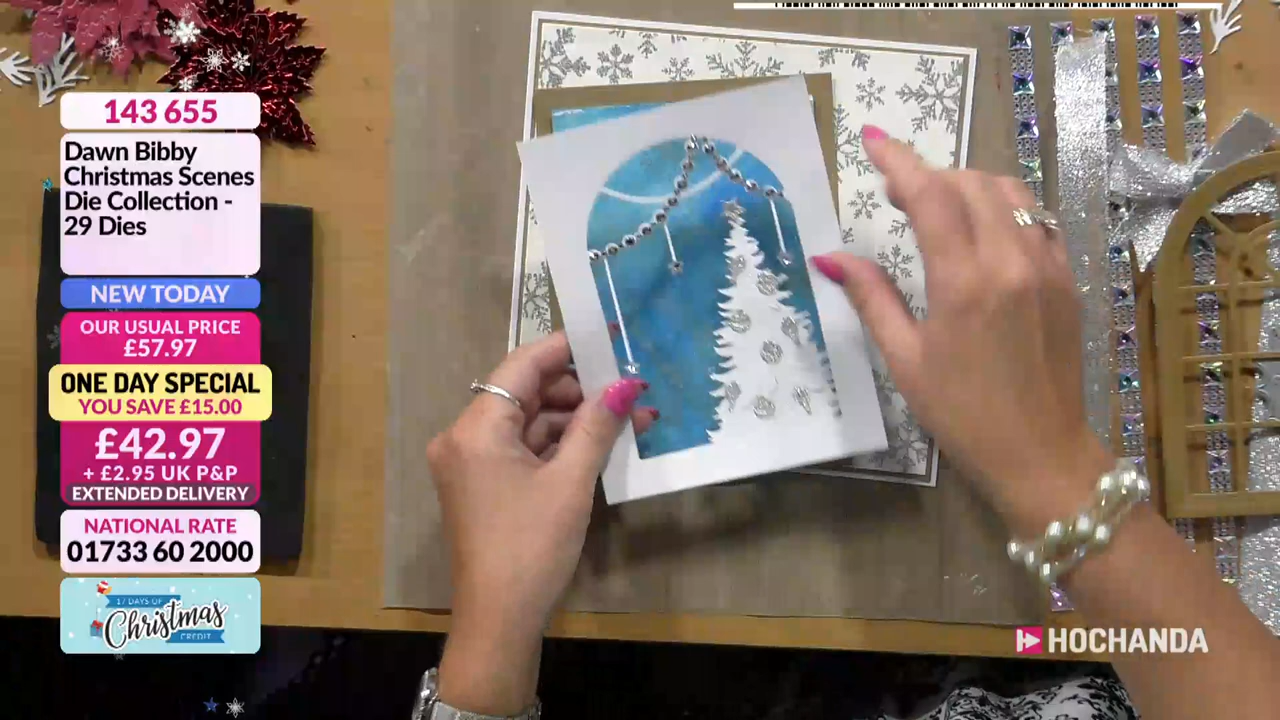 143 655
Dawn Bibby
Christmas Scenes
Die Collection -
29 Dies
NEW TODAY
OUR USUAL PRICE
£57.97
ONE DAY SPECIAL
YOU SAVE £15.00
£42.97
+ £2.95 UK P&P
EXTENDED DELIVERY
NATIONAL RATE
01733 60 2000
17 DAYS OF
Christmas
CREDIT
HOCHANDA